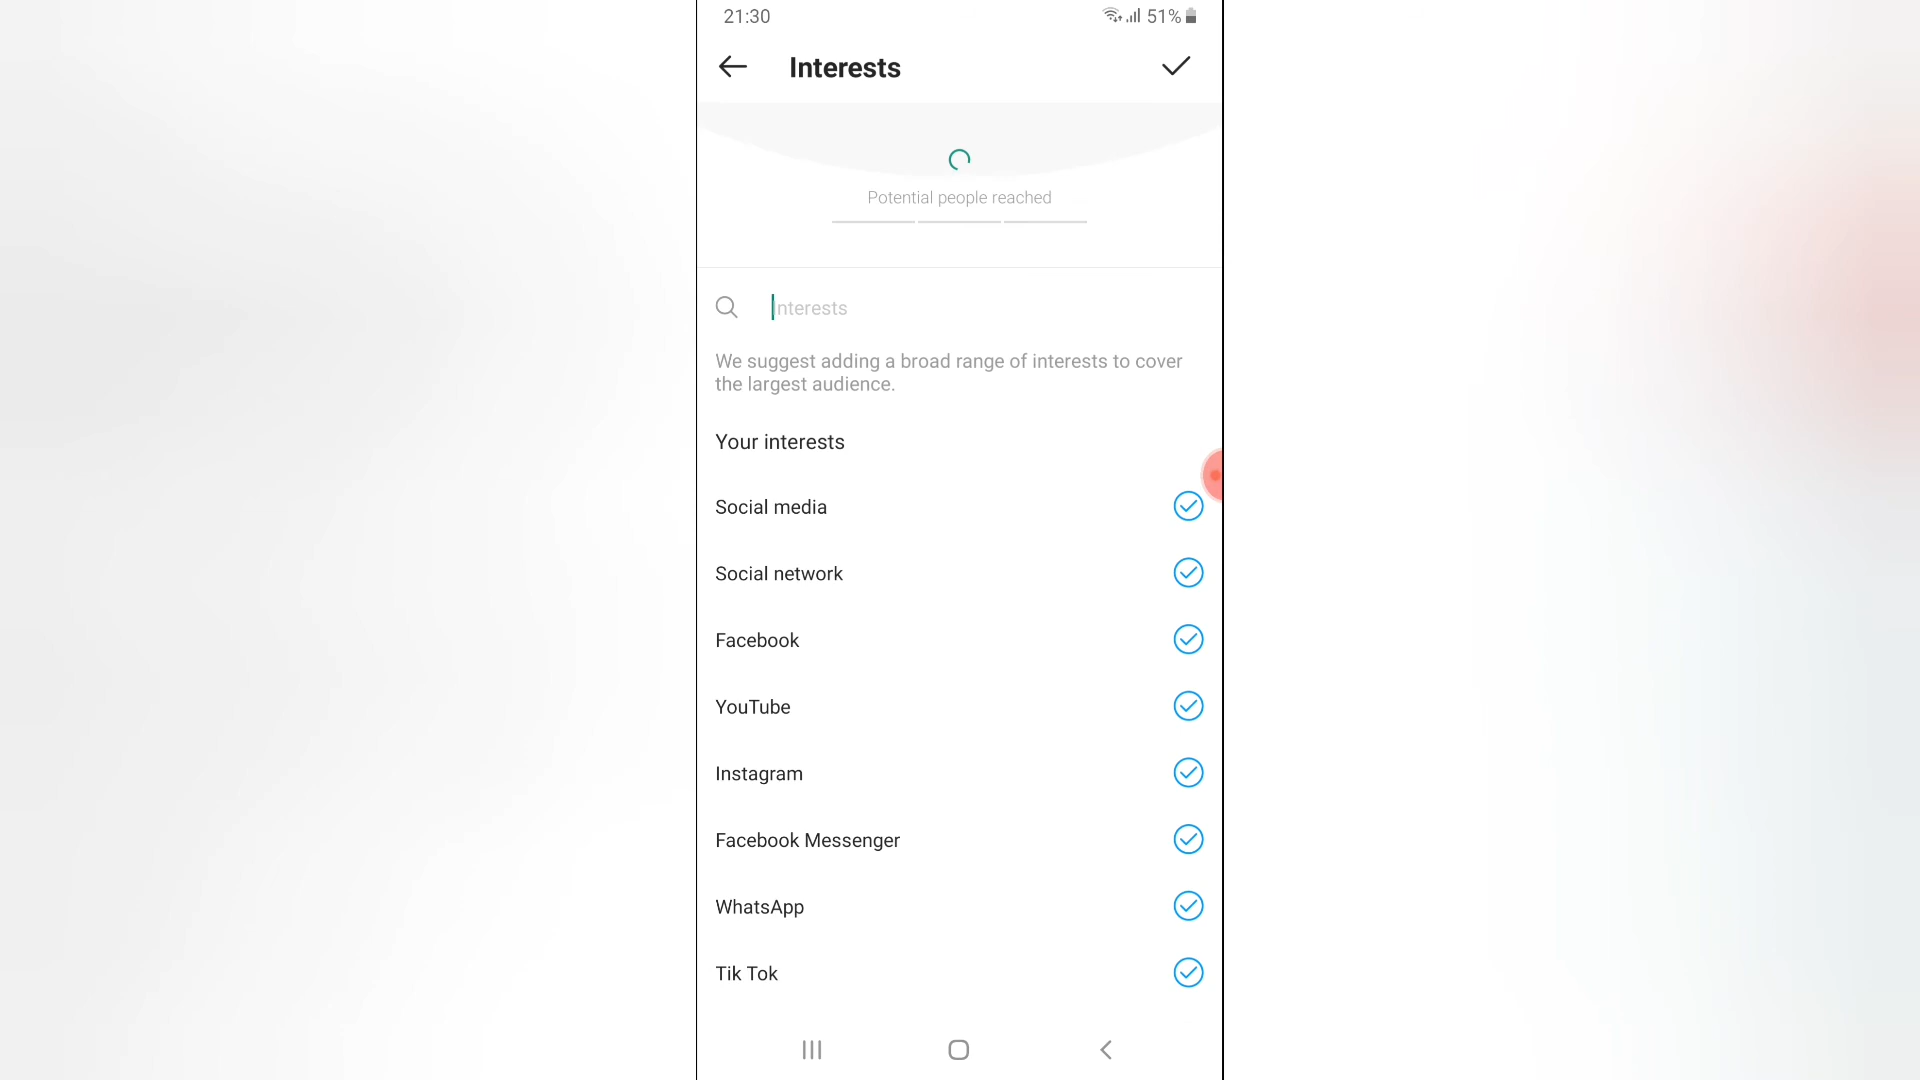 21:30
51%
Interests
Potential people reached
Interests
We suggest adding a broad range of interests to cover
the largest audience.
Your interests
Social media
Social network
Facebook
YouTube
Instagram
Facebook Messenger
WhatsApp
Tik Tok